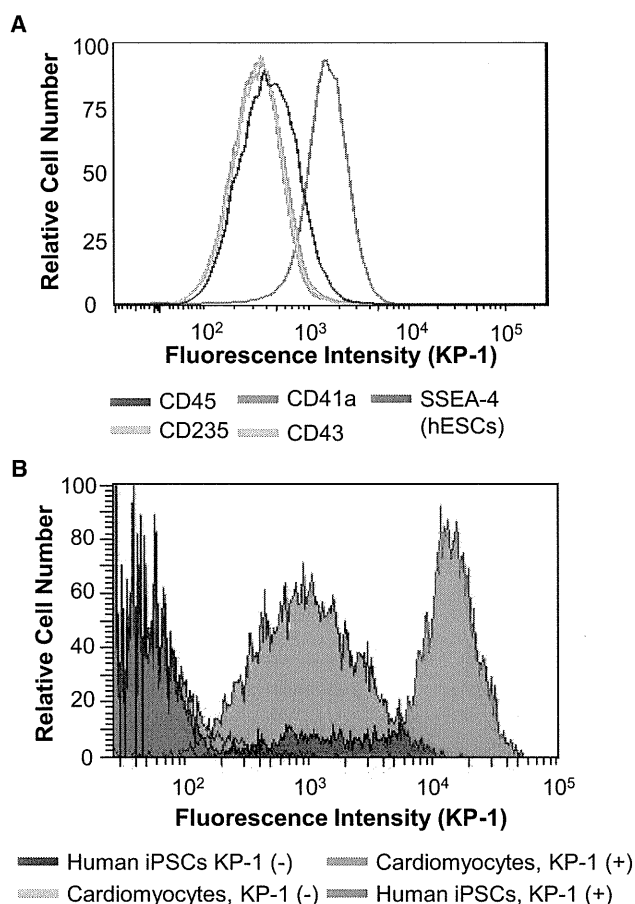 A
Relative Cell Number
100
75
50
25
0
10² 10³ 10⁴ 10⁵
Fluorescence Intensity (KP-1)
CD45 CD41a SSEA-4
(hESCs)
CD235 CD43
B
Relative Cell Number
100
80
60
40
20
0
10² 10³ 10⁴ 10⁵
Fluorescence Intensity (KP-1)
Human iPSCs KP-1 (-) Cardiomyocytes, KP-1 (+)
Cardiomyocytes, KP-1 (-) Human iPSCs, KP-1 (+)